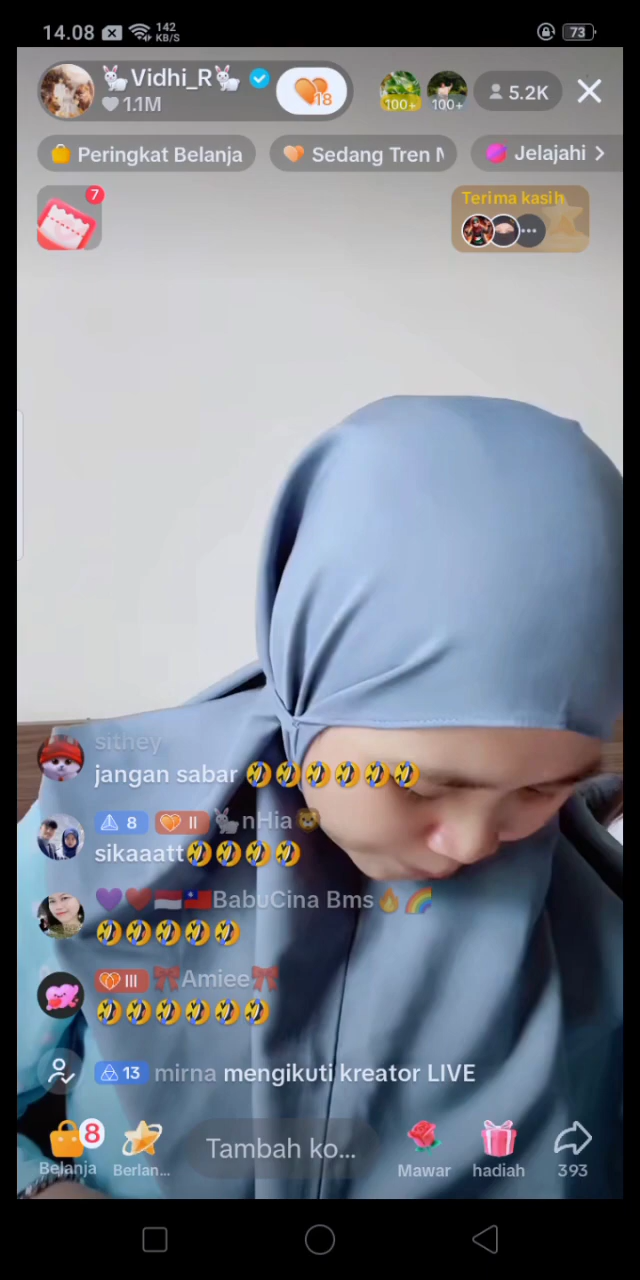 14.08
142
KB/S
73
🐇Vidhi_R🐇
1.1M
18
100+
100+
5.2K
Peringkat Belanja
Sedang Tren
Jelajahi
7
Terima kasih
sithey
jangan sabar 🤣🤣🤣🤣🤣🤣
8
II
🐇nHia🐻
sikaaatt🤣🤣🤣🤣
💜❤️🇮🇩🇹🇼BabuCina Bms🔥🌈
🤣🤣🤣🤣🤣
III
🎀Amiee🎀
🤣🤣🤣🤣🤣🤣
13 mirna mengikuti kreator LIVE
8
Belanja
Berlan...
Tambah ko...
Mawar
hadiah
393